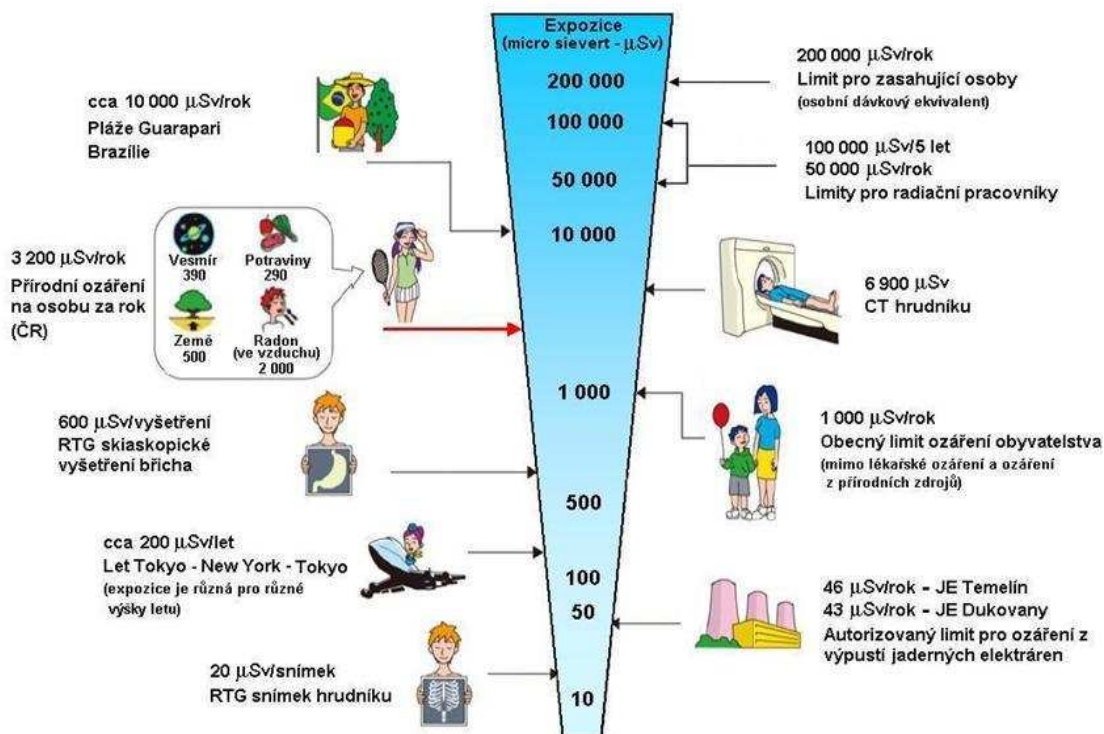 Expozice
(micro sievert - µSv)
200 000
100 000
50 000
10 000
1 000
500
100
50
10
cca 10 000 µSv/rok
Pláže Guarapari
Brazílie
3 200 µSv/rok
Přírodní ozáření
na osobu za rok
(ČR)
Vesmír
390
Potraviny
290
Země
500
Radon
(ve vzduchu)
2 000
600 µSv/vyšetření
RTG skiaskopické
vyšetření břicha
cca 200 µSv/let
Let Tokyo - New York - Tokyo
(expozice je různá pro různé
výšky letu)
20 µSv/snímek
RTG snímek hrudníku
200 000 µSv/rok
Limit pro zasahující osoby
(osobní dávkový ekvivalent)
100 000 µSv/5 let
50 000 µSv/rok
Limity pro radiační pracovníky
6 900 µSv
CT hrudníku
1 000 µSv/rok
Obecný limit ozáření obyvatelstva
(mimo lékařské ozáření a ozáření
z přírodních zdrojů)
46 µSv/rok - JE Temelín
43 µSv/rok - JE Dukovany
Autorizovaný limit pro ozáření z
výpustí jaderných elektráren